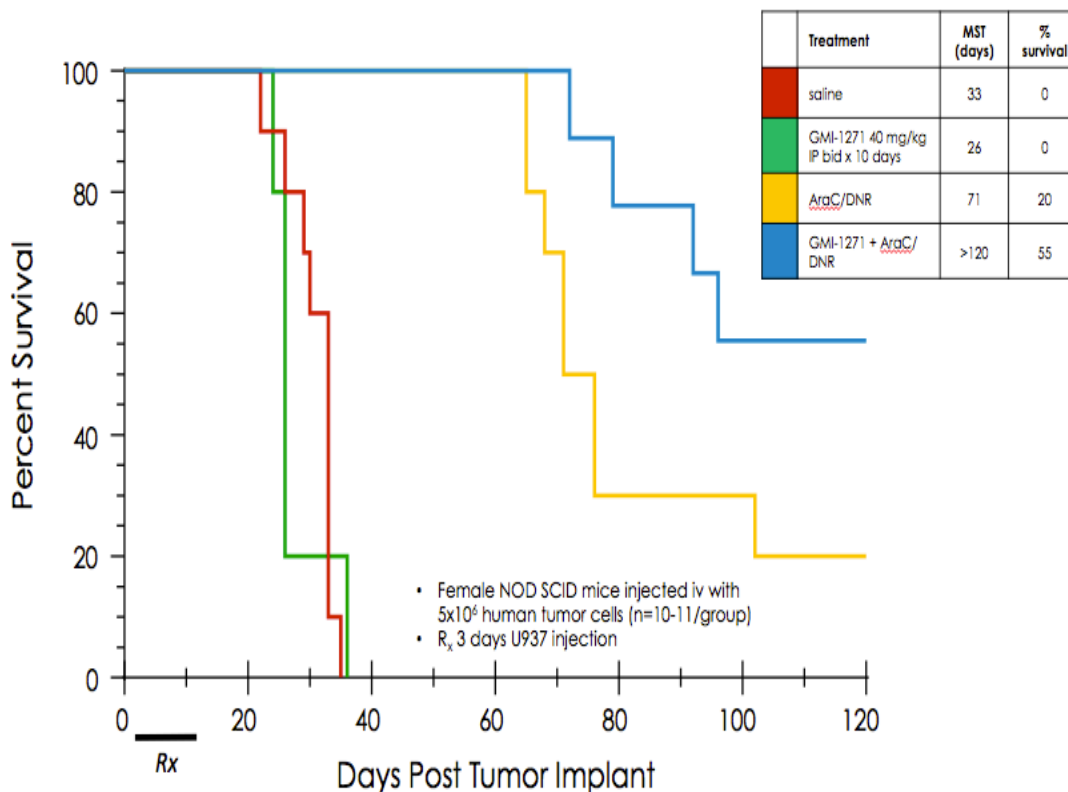 Treatment
MST
(days)
%
survival
saline
33
0
GMI-1271 40 mg/kg
IP bid x 10 days
26
0
AraC/DNR
71
20
GMI-1271 + AraC/
DNR
>120
55
Percent Survival
100
80
60
40
20
0
• Female NOD SCID mice injected iv with
5x10⁶ human tumor cells (n=10-11/group)
• Rₓ 3 days U937 injection
0
20
40
60
80
100
120
Rx
Days Post Tumor Implant